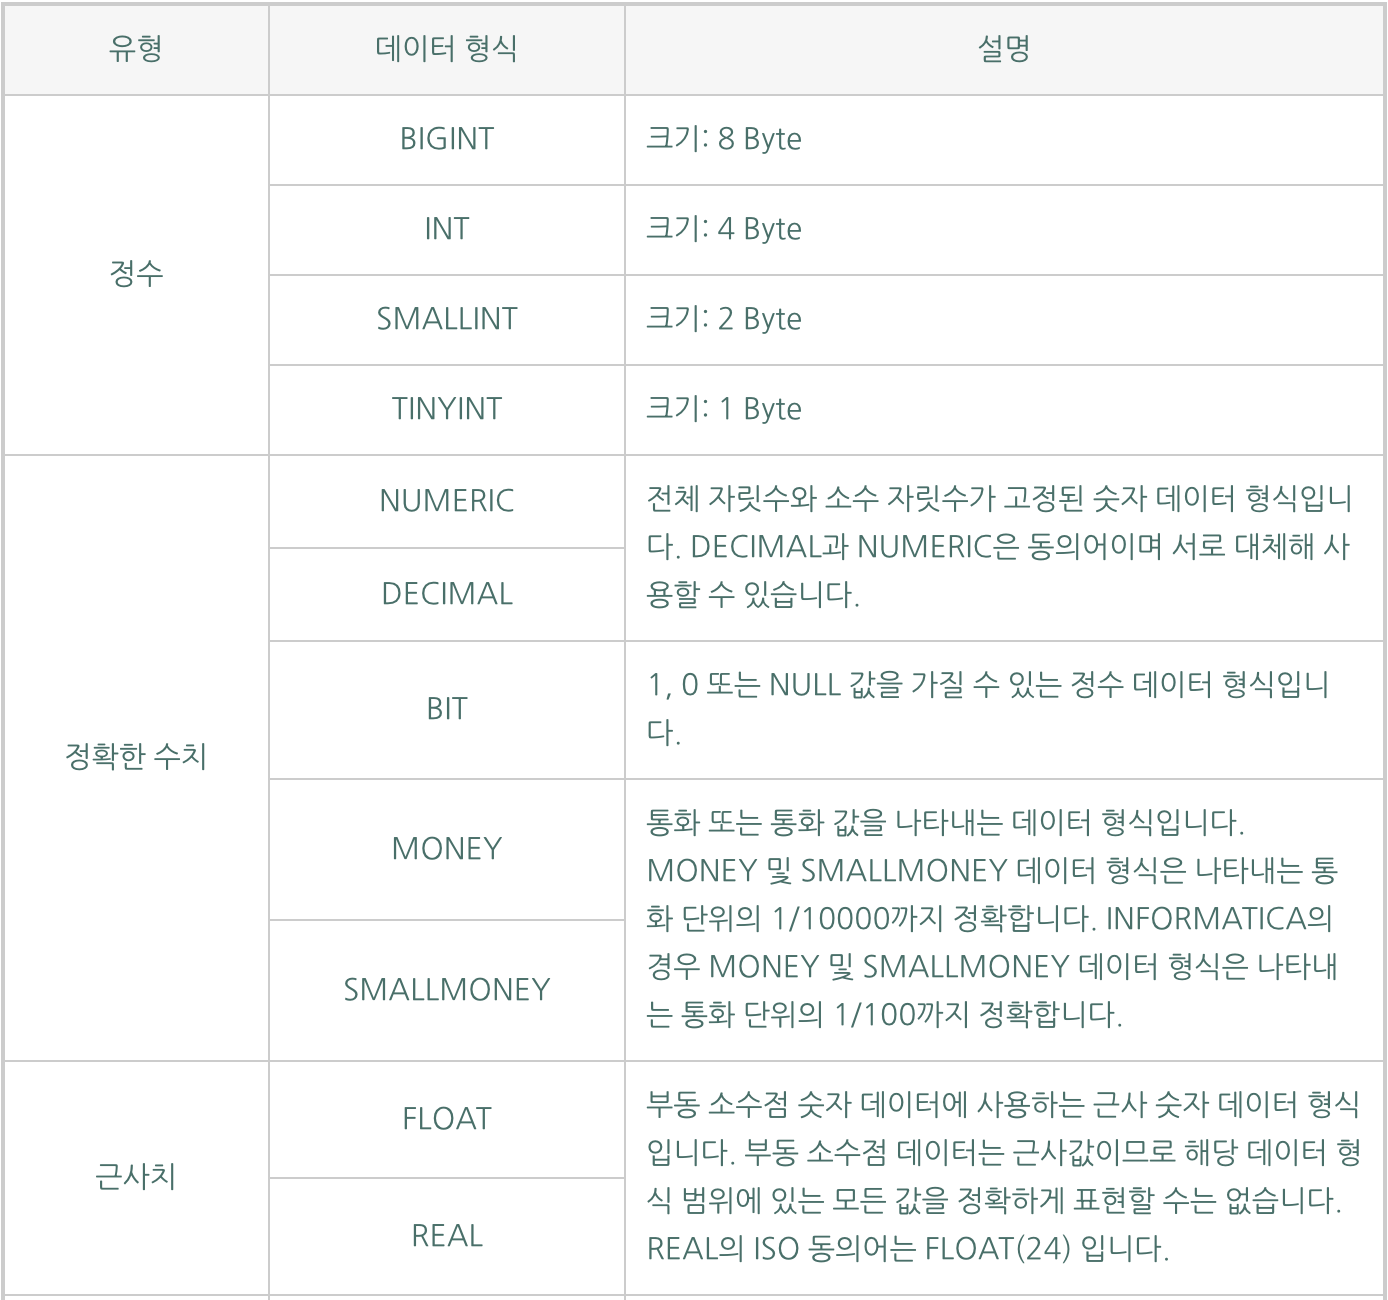 유형
데이터 형식
설명
정수
BIGINT
크기: 8 Byte
INT
크기: 4 Byte
SMALLINT
크기: 2 Byte
TINYINT
크기: 1 Byte
정확한 수치
NUMERIC
DECIMAL
전체 자릿수와 소수 자릿수가 고정된 숫자 데이터 형식입니
다. DECIMAL과 NUMERIC은 동의어이며 서로 대체해 사
용할 수 있습니다.
BIT
1, 0 또는 NULL 값을 가질 수 있는 정수 데이터 형식입니
다.
MONEY
SMALLMONEY
통화 또는 통화 값을 나타내는 데이터 형식입니다.
MONEY 및 SMALLMONEY 데이터 형식은 나타내는 통
화 단위의 1/10000까지 정확합니다. INFORMATICA의
경우 MONEY 및 SMALLMONEY 데이터 형식은 나타내
는 통화 단위의 1/100까지 정확합니다.
근사치
FLOAT
REAL
부동 소수점 숫자 데이터에 사용하는 근사 숫자 데이터 형식
입니다. 부동 소수점 데이터는 근사값이므로 해당 데이터 형
식 범위에 있는 모든 값을 정확하게 표현할 수는 없습니다.
REAL의 ISO 동의어는 FLOAT(24) 입니다.